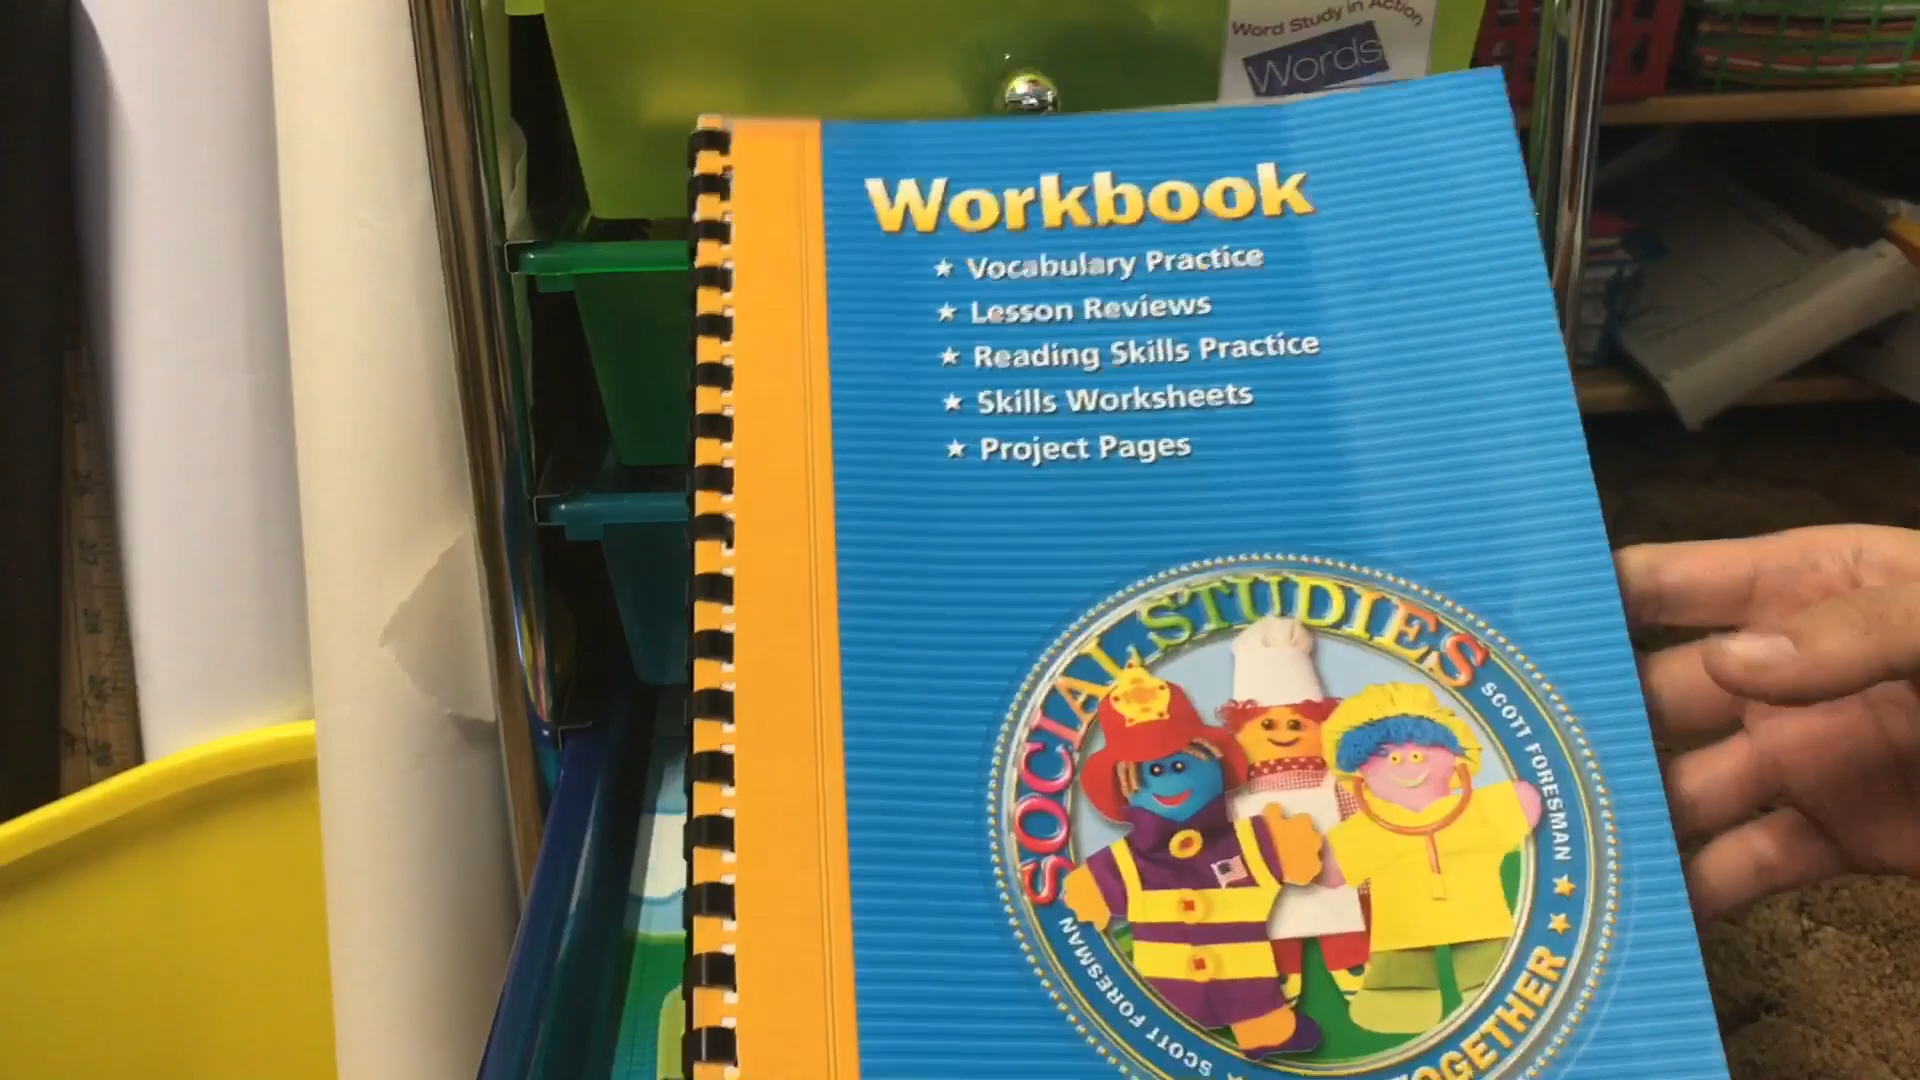 Word Study in Action
Words
Workbook
★ Vocabulary Practice
★ Lesson Reviews
★ Reading Skills Practice
★ Skills Worksheets
★ Project Pages
SOCIAL STUDIES
SCOTT FORESMAN
SCOTT FORESMAN
OGETHER